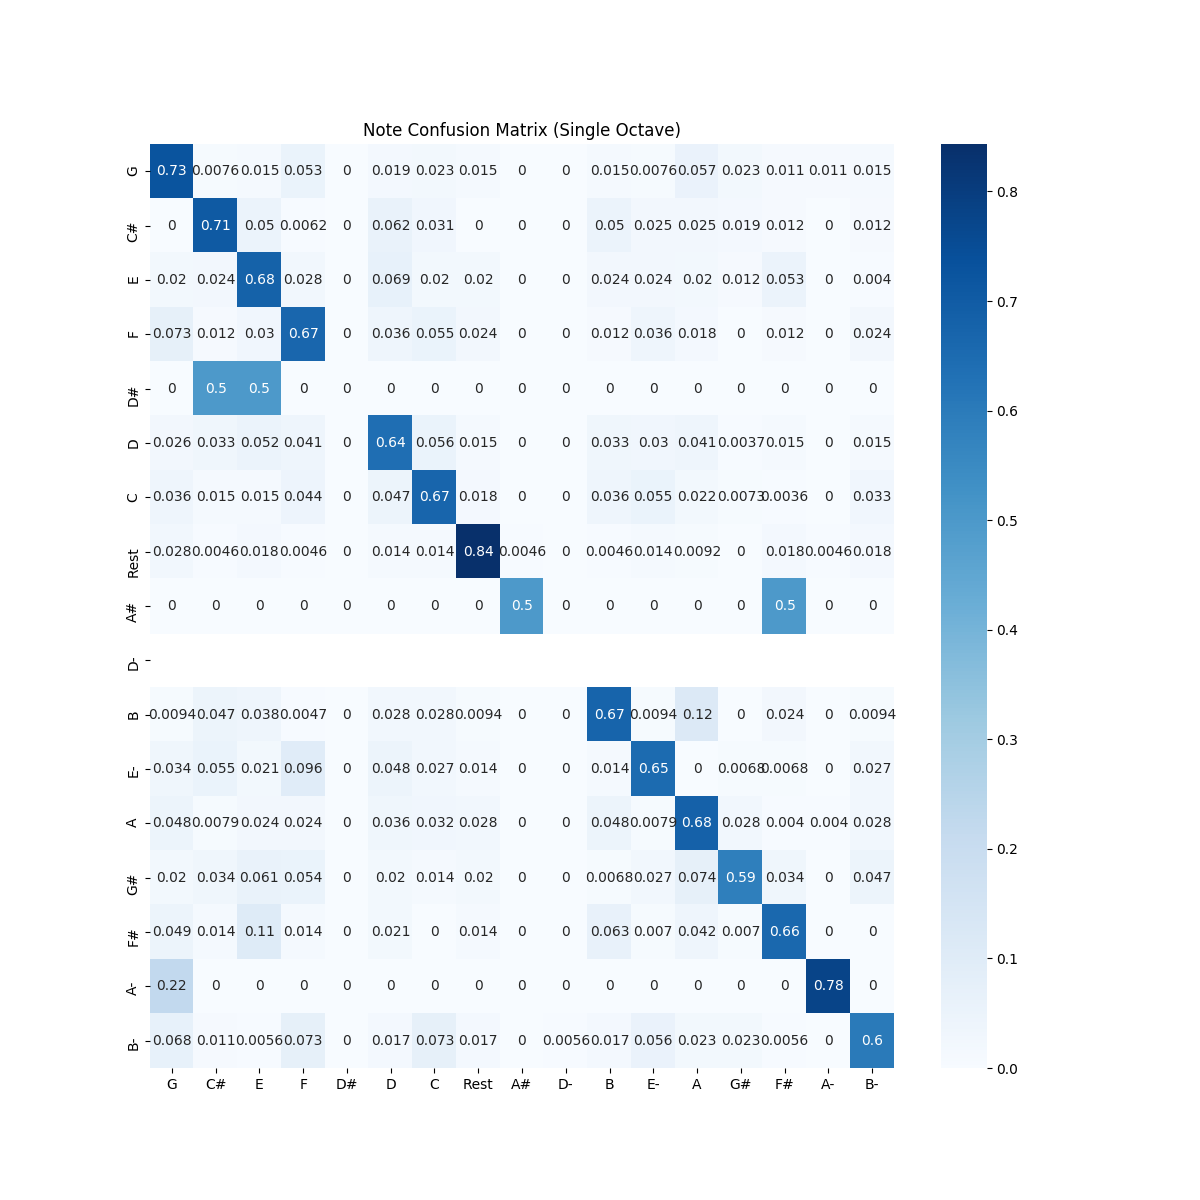 Note Confusion Matrix (Single Octave)
G 0.73 0.0076 0.015 0.053 0 0.019 0.023 0.015 0 0 0.015 0.0076 0.057 0.023 0.011 0.011 0.015
C# 0 0.71 0.05 0.0062 0 0.062 0.031 0 0 0 0.05 0.025 0.025 0.019 0.012 0 0.012
E 0.02 0.024 0.68 0.028 0 0.069 0.02 0.02 0 0 0.024 0.024 0.02 0.012 0.053 0 0.004
F 0.073 0.012 0.03 0.67 0 0.036 0.055 0.024 0 0 0.012 0.036 0.018 0 0.012 0 0.024
D# 0 0.5 0.5 0 0 0 0 0 0 0 0 0 0 0 0 0 0
D 0.026 0.033 0.052 0.041 0 0.64 0.056 0.015 0 0 0.033 0.03 0.041 0.0037 0.015 0 0.015
C 0.036 0.015 0.015 0.044 0 0.047 0.67 0.018 0 0 0.036 0.055 0.022 0.0073 0.0036 0 0.033
Rest 0.028 0.0046 0.018 0.0046 0 0.014 0.014 0.84 0.0046 0 0.0046 0.014 0.0092 0 0.018 0.0046 0.018
A# 0 0 0 0 0 0 0 0 0.5 0 0 0 0 0 0.5 0 0
D-
B 0.0094 0.047 0.038 0.0047 0 0.028 0.028 0.0094 0 0 0.67 0.0094 0.12 0 0.024 0 0.0094
E- 0.034 0.055 0.021 0.096 0 0.048 0.027 0.014 0 0 0.014 0.65 0 0.0068 0.0068 0 0.027
A 0.048 0.0079 0.024 0.024 0 0.036 0.032 0.028 0 0 0.048 0.0079 0.68 0.028 0.004 0.004 0.028
G# 0.02 0.034 0.061 0.054 0 0.02 0.014 0.02 0 0 0.0068 0.027 0.074 0.59 0.034 0 0.047
F# 0.049 0.014 0.11 0.014 0 0.021 0 0.014 0 0 0.063 0.007 0.042 0.007 0.66 0 0
A- 0.22 0 0 0 0 0 0 0 0 0 0 0 0 0 0 0.78 0
B- 0.068 0.011 0.0056 0.073 0 0.017 0.073 0.017 0 0.0056 0.017 0.056 0.023 0.023 0.0056 0 0.6
G C# E F D# D C Rest A# D- B E- A G# F# A- B-
0.8
0.7
0.6
0.5
0.4
0.3
0.2
0.1
0.0